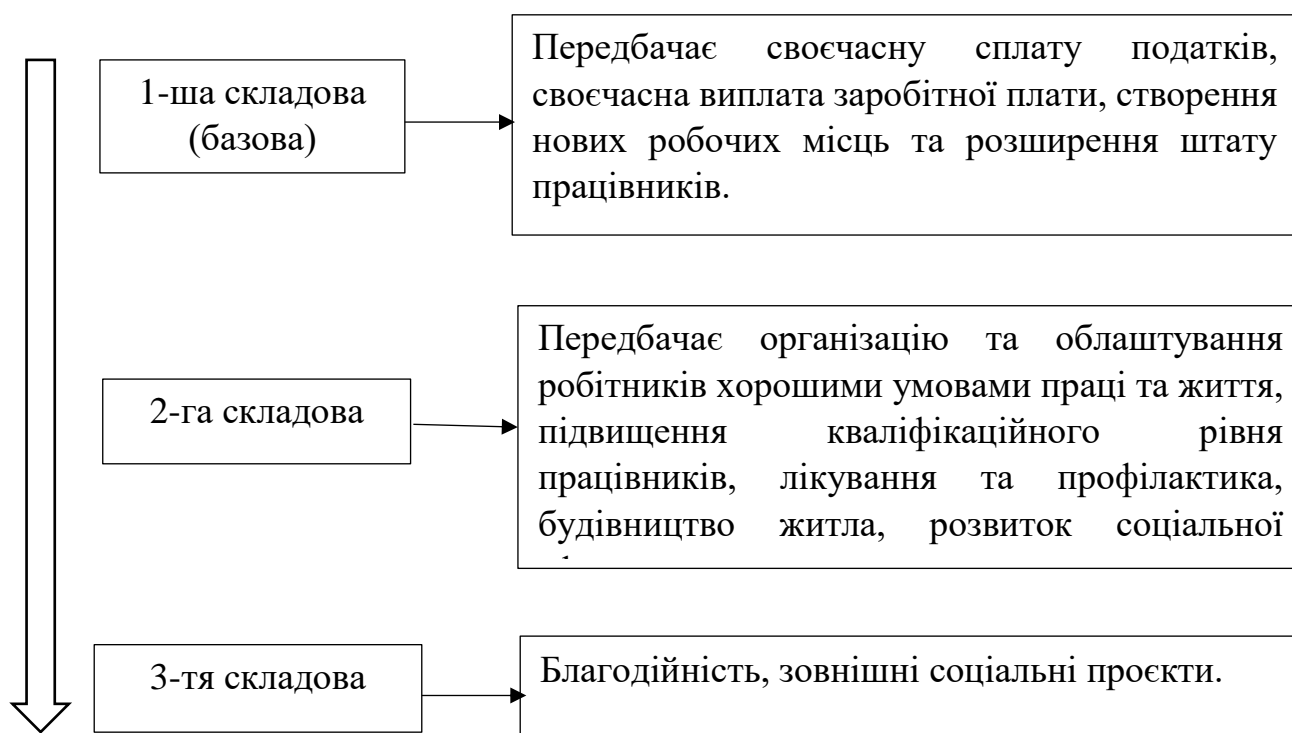 1-ша складова
(базова)
Передбачає своєчасну сплату податків,
своєчасна виплата заробітної плати, створення
нових робочих місць та розширення штату
працівників.
2-га складова
Передбачає організацію та облаштування
робітників хорошими умовами праці та життя,
підвищення кваліфікаційного рівня
працівників, лікування та профілактика,
будівництво житла, розвиток соціальної
3-тя складова
Благодійність, зовнішні соціальні проєкти.